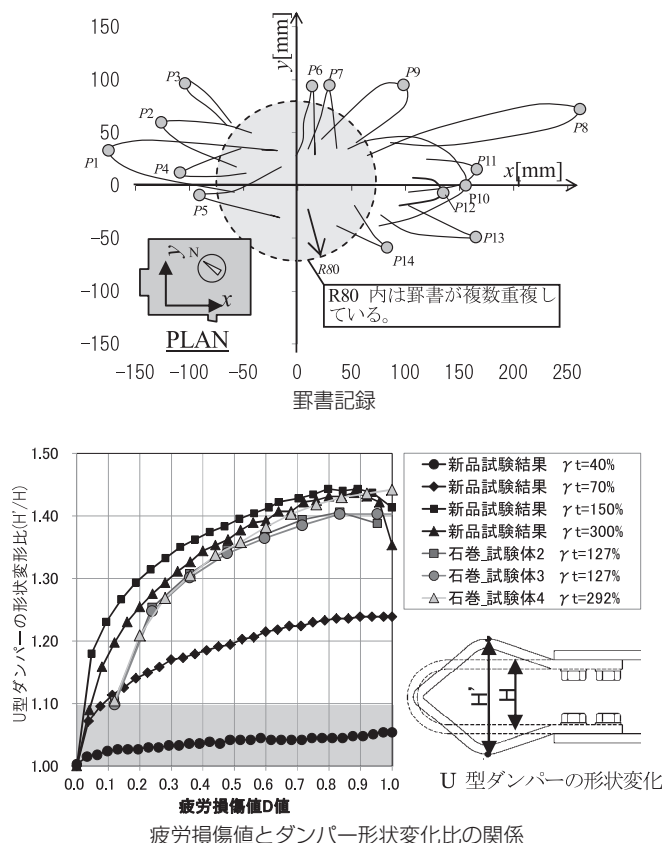 150
100
50
0
-50
-100
-150
y[mm]
x[mm]
P1
P2
P3
P4
P5
P6
P7
P8
P9
P10
P11
P12
P13
P14
R80
R80 内は罫書が複数重複し
ている。
y N
x
PLAN
-150 -100 -50 0 50 100 150 200 250
罫書記録
U型ダンパーの形状変形比(H'/H)
1.50
1.40
1.30
1.20
1.10
1.00
0.0 0.1 0.2 0.3 0.4 0.5 0.6 0.7 0.8 0.9 1.0
疲労損傷値D値
新品試験結果 γt=40%
新品試験結果 γt=70%
新品試験結果 γt=150%
新品試験結果 γt=300%
石巻_試験体2 γt=127%
石巻_試験体3 γt=127%
石巻_試験体4 γt=292%
H'
H
U 型ダンパーの形状変化
疲労損傷値とダンパー形状変化比の関係